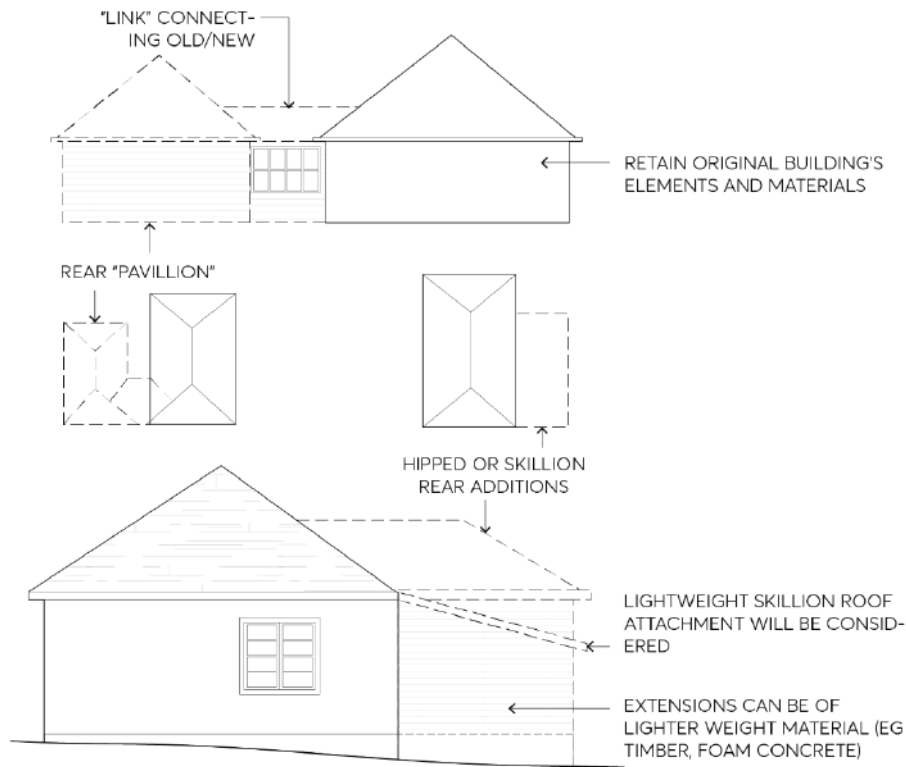 "LINK" CONNECT-
ING OLD/NEW
RETAIN ORIGINAL BUILDING'S
ELEMENTS AND MATERIALS
REAR "PAVILLION"
HIPPED OR SKILLION
REAR ADDITIONS
LIGHTWEIGHT SKILLION ROOF
ATTACHMENT WILL BE CONSID-
ERED
EXTENSIONS CAN BE OF
LIGHTER WEIGHT MATERIAL (EG
TIMBER, FOAM CONCRETE)